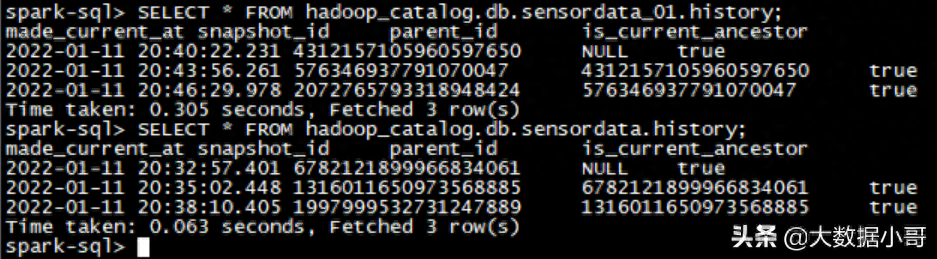 spark-sql> SELECT * FROM hadoop_catalog.db.sensordata_01.history;
made_current_at snapshot_id parent_id is_current_ancestor
2022-01-11 20:40:22.231 4312157105960597650 NULL true
2022-01-11 20:43:56.261 576346937791070047 4312157105960597650 true
2022-01-11 20:46:29.978 2072765793318948424 576346937791070047 true
Time taken: 0.305 seconds, Fetched 3 row(s)
spark-sql> SELECT * FROM hadoop_catalog.db.sensordata.history;
made_current_at snapshot_id parent_id is_current_ancestor
2022-01-11 20:32:57.401 6782121899966834061 NULL true
2022-01-11 20:35:02.448 1316011650973568885 6782121899966834061 true
2022-01-11 20:38:10.405 1997999532731247889 1316011650973568885 true
Time taken: 0.063 seconds, Fetched 3 row(s)
spark-sql>
头条 @大数据小哥